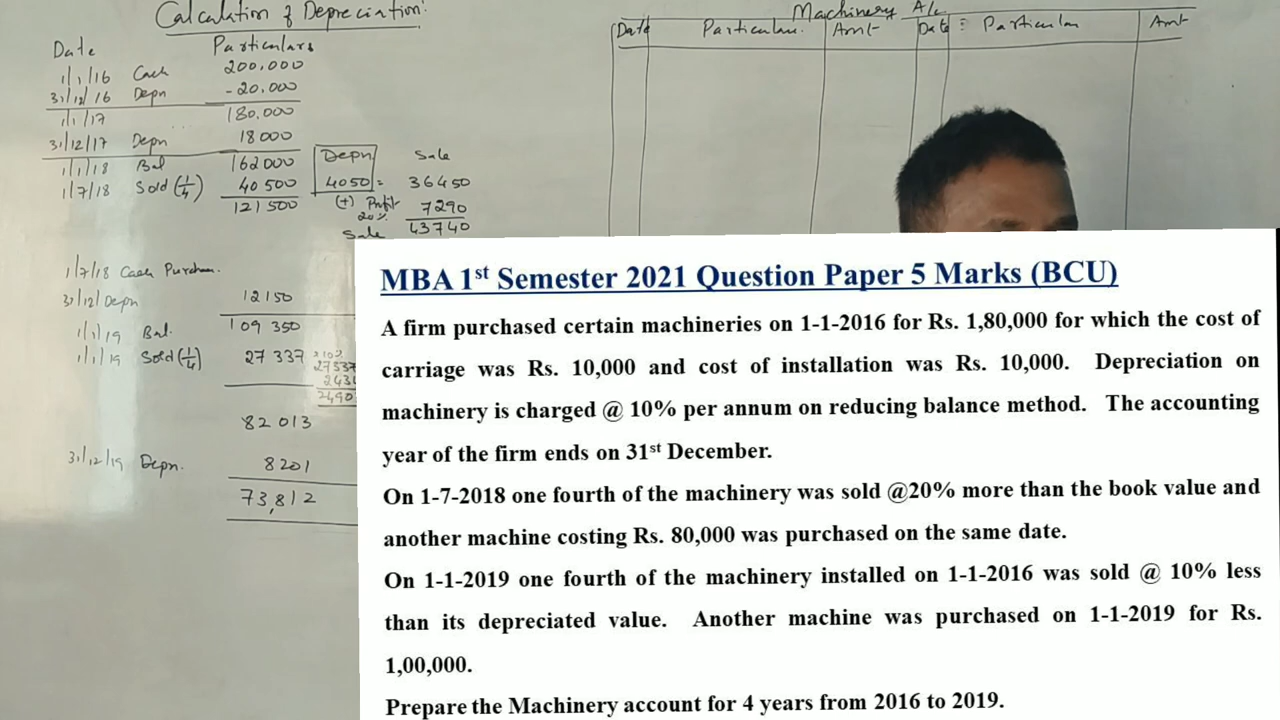 Calculation of Depreciation:
Date Particulars
1/1/16 Cash 200,000
31/12/16 Depn - 20,000
1/1/17 180,000
31/12/17 Depn 18000
1/1/18 Bal 162000
1/7/18 Sold (1/4) 40500
121500
Depn Sale
4050 = 36450
(+) Profit 20% 7290
Sale 43740
1/7/18 Cash Purchase.
31/12/ Depn 12150
1/1/19 Bal. 109350
1/1/19 Sold (1/4) 27337
82013
31/12/19 Depn. 8201
73,812
Machinery A/c
Date Particular Amt Date Particular Amt
MBA 1st Semester 2021 Question Paper 5 Marks (BCU)
A firm purchased certain machineries on 1-1-2016 for Rs. 1,80,000 for which the cost of
carriage was Rs. 10,000 and cost of installation was Rs. 10,000. Depreciation on
machinery is charged @ 10% per annum on reducing balance method. The accounting
year of the firm ends on 31st December.
On 1-7-2018 one fourth of the machinery was sold @20% more than the book value and
another machine costing Rs. 80,000 was purchased on the same date.
On 1-1-2019 one fourth of the machinery installed on 1-1-2016 was sold @ 10% less
than its depreciated value. Another machine was purchased on 1-1-2019 for Rs.
1,00,000.
Prepare the Machinery account for 4 years from 2016 to 2019.